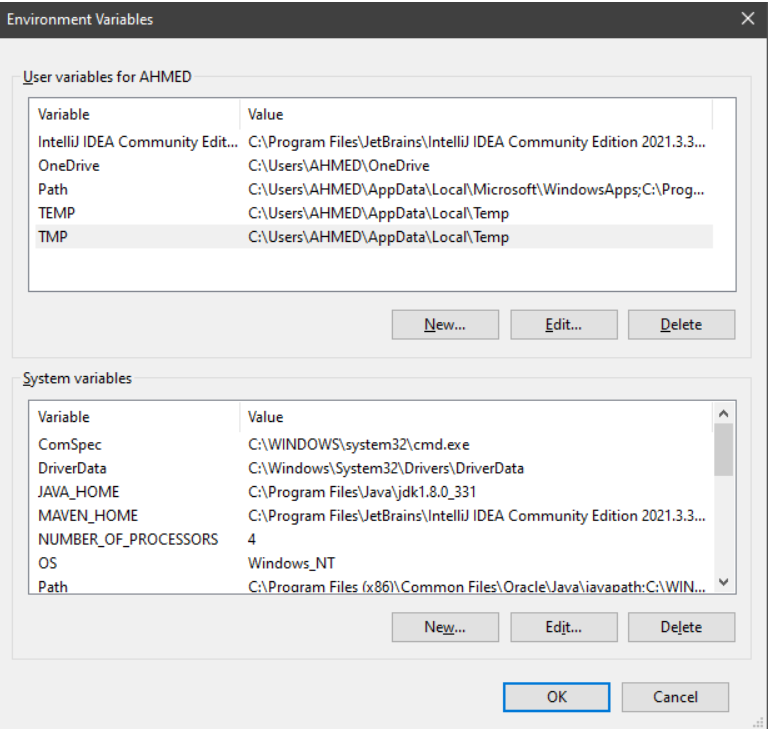 Environment Variables
User variables for AHMED
Variable Value
IntelliJ IDEA Community Edit... C:\Program Files\JetBrains\IntelliJ IDEA Community Edition 2021.3.3...
OneDrive C:\Users\AHMED\OneDrive
Path C:\Users\AHMED\AppData\Local\Microsoft\WindowsApps;C:\Prog...
TEMP C:\Users\AHMED\AppData\Local\Temp
TMP C:\Users\AHMED\AppData\Local\Temp
New... Edit... Delete
System variables
Variable Value
ComSpec C:\WINDOWS\system32\cmd.exe
DriverData C:\Windows\System32\Drivers\DriverData
JAVA_HOME C:\Program Files\Java\jdk1.8.0_331
MAVEN_HOME C:\Program Files\JetBrains\IntelliJ IDEA Community Edition 2021.3.3...
NUMBER_OF_PROCESSORS 4
OS Windows_NT
Path C:\Program Files (x86)\Common Files\Oracle\Java\javapath;C:\WIN...
New... Edit... Delete
OK Cancel